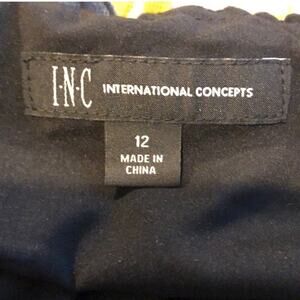 I·N·C INTERNATIONAL CONCEPTS
12
MADE IN
CHINA